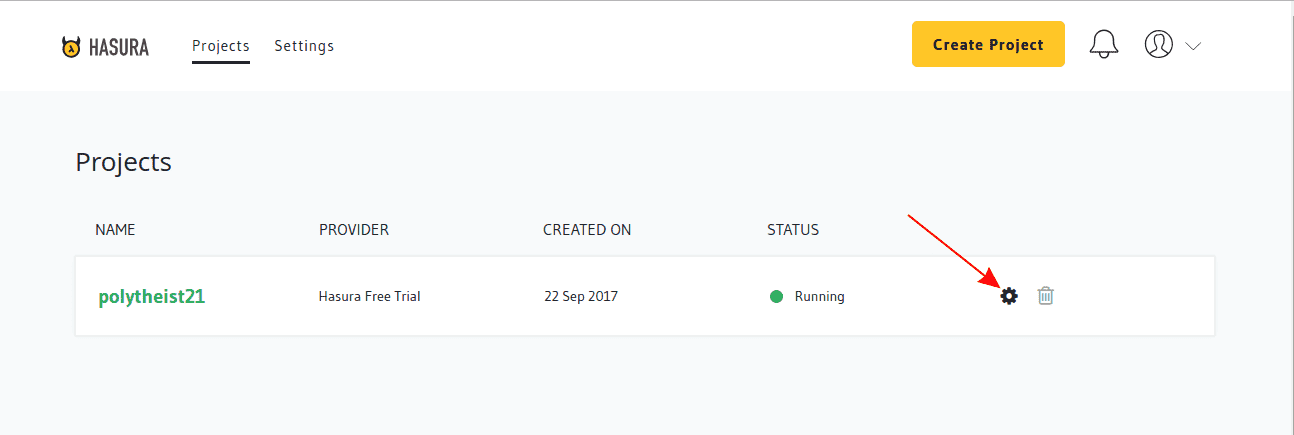 HASURA Projects Settings Create Project
Projects
NAME PROVIDER CREATED ON STATUS
polytheist21 Hasura Free Trial 22 Sep 2017 Running